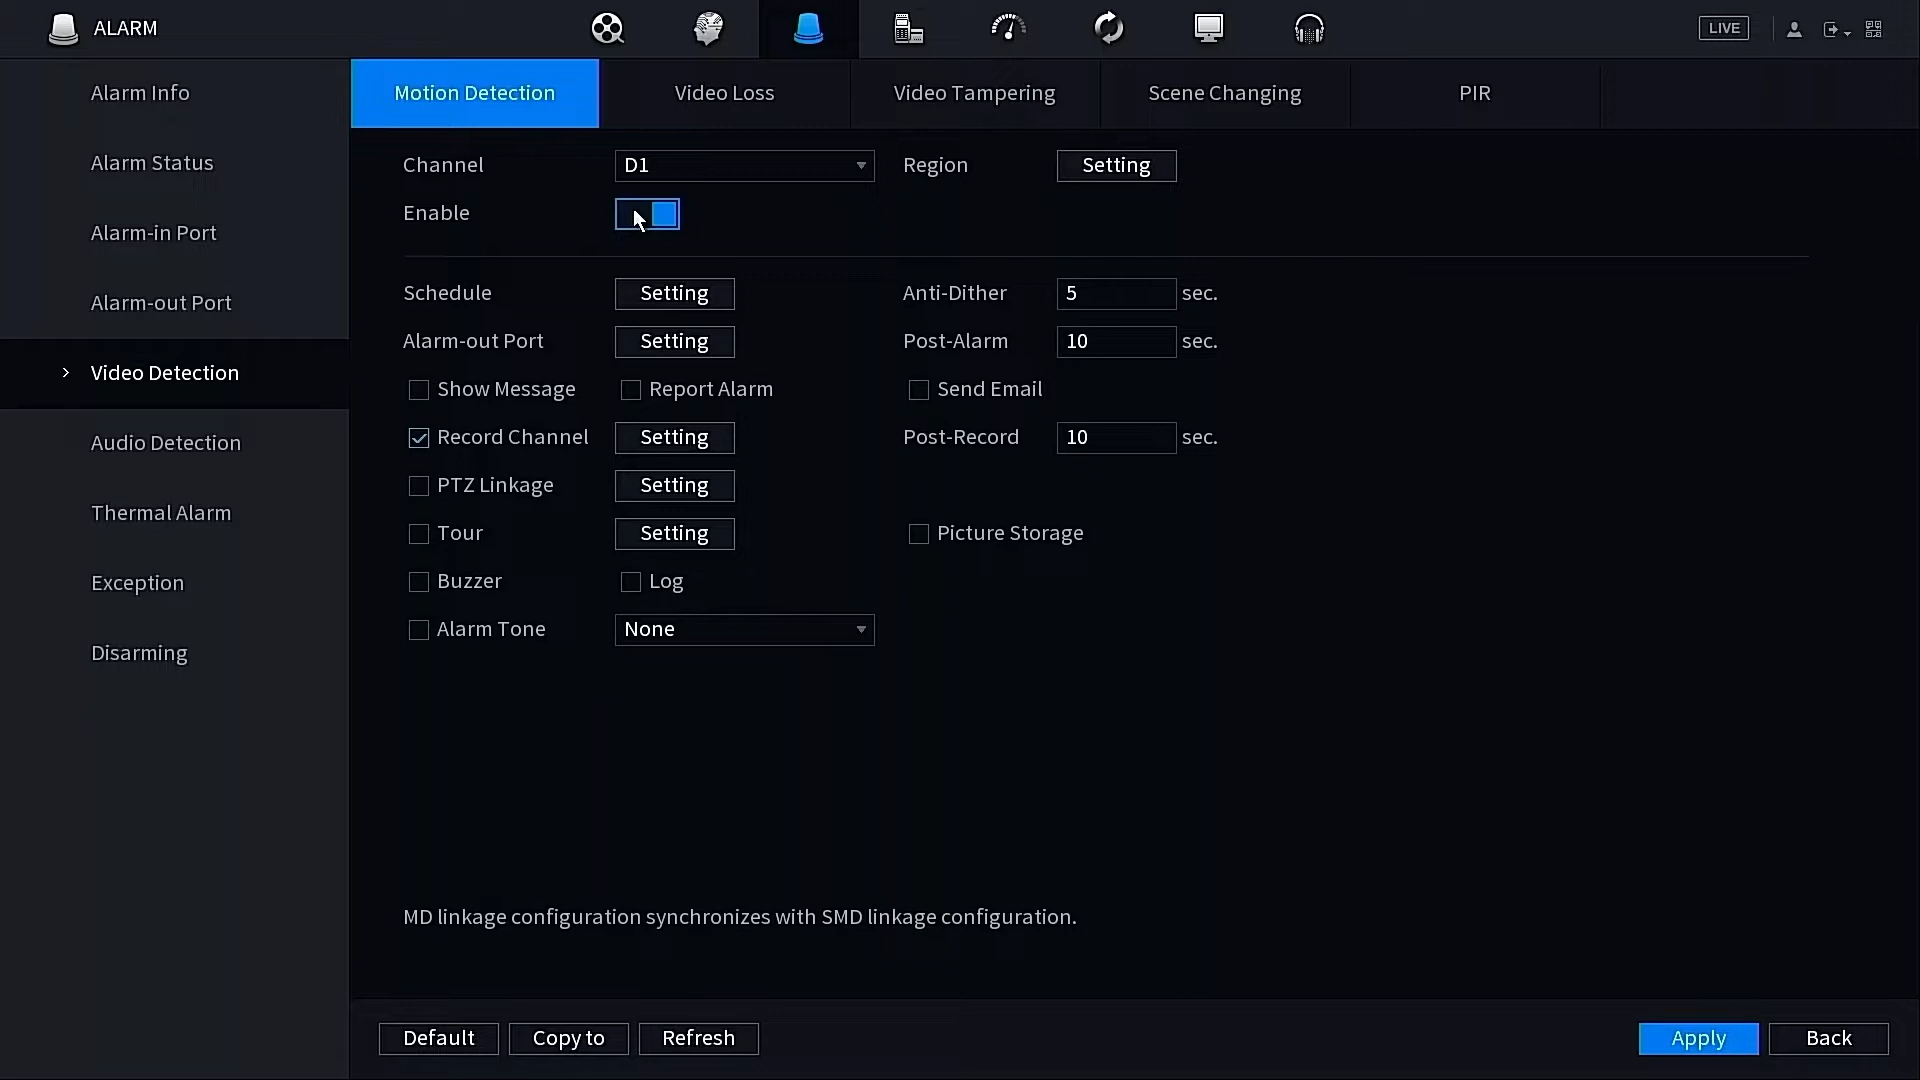 ALARM
LIVE
Alarm Info
Alarm Status
Alarm-in Port
Alarm-out Port
Video Detection
Audio Detection
Thermal Alarm
Exception
Disarming
Motion Detection Video Loss Video Tampering Scene Changing PIR
Channel D1 Region Setting
Enable
Schedule Setting Anti-Dither 5 sec.
Alarm-out Port Setting Post-Alarm 10 sec.
Show Message Report Alarm Send Email
Record Channel Setting Post-Record 10 sec.
PTZ Linkage Setting
Tour Setting Picture Storage
Buzzer Log
Alarm Tone None
MD linkage configuration synchronizes with SMD linkage configuration.
Default Copy to Refresh Apply Back